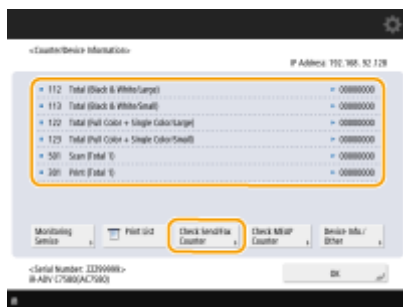 <Counter/Device Information>
IP Address: 192.168.92.128
112 Total (Black & White/Large) = 00000000
113 Total (Black & White/Small) = 00000000
122 Total (Full Color + Single Color/Large) = 00000000
123 Total (Full Color + Single Color/Small) = 00000000
501 Scan (Total 1) = 00000000
301 Print (Total 1) = 00000000
Monitoring Service
Print List
Check Send/Fax Counter
Check MEAP Counter
Device Info./ Other
<Serial Number: ZZZ99999>
OK